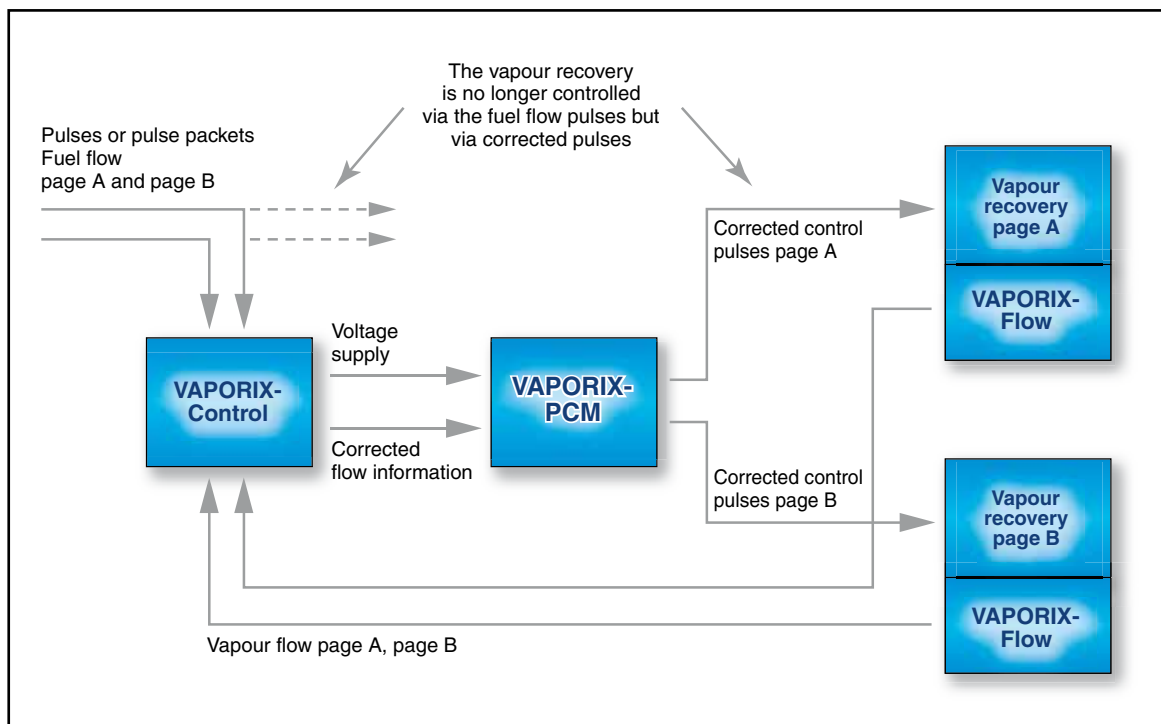 The vapour recovery
is no longer controlled
via the fuel flow pulses but
via corrected pulses
Pulses or pulse packets
Fuel flow
page A and page B
Vapour
recovery
page A
VAPORIX-
Flow
Corrected control
pulses page A
Voltage
supply
VAPORIX-
Control
VAPORIX-
PCM
Corrected
flow information
Corrected control
pulses page B
Vapour
recovery
page B
VAPORIX-
Flow
Vapour flow page A, page B